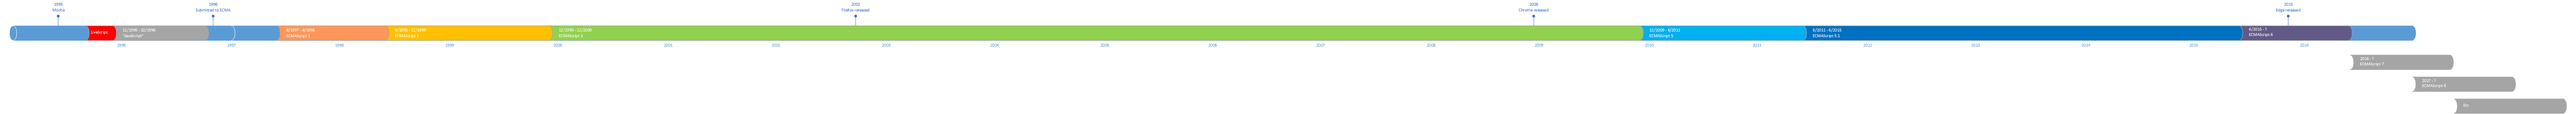 1995
Mocha
1996
Submitted to ECMA
2002
Firefox released
2008
Chrome released
2015
Edge released
LiveScript
12/1995 - 10/1996
"JavaScript"
6/1997 - 6/1998
ECMAScript 1
6/1998 - 12/1999
ECMAScript 2
12/1999 - 12/2009
ECMAScript 3
12/2009 - 6/2011
ECMAScript 5
6/2011 - 6/2015
ECMAScript 5.1
6/2015 - ?
ECMAScript 6
1996
1997
1998
1999
2000
2001
2002
2003
2004
2005
2006
2007
2008
2009
2010
2011
2012
2013
2014
2015
2016
2016 - ?
ECMAScript 7
2017 - ?
ECMAScript 8